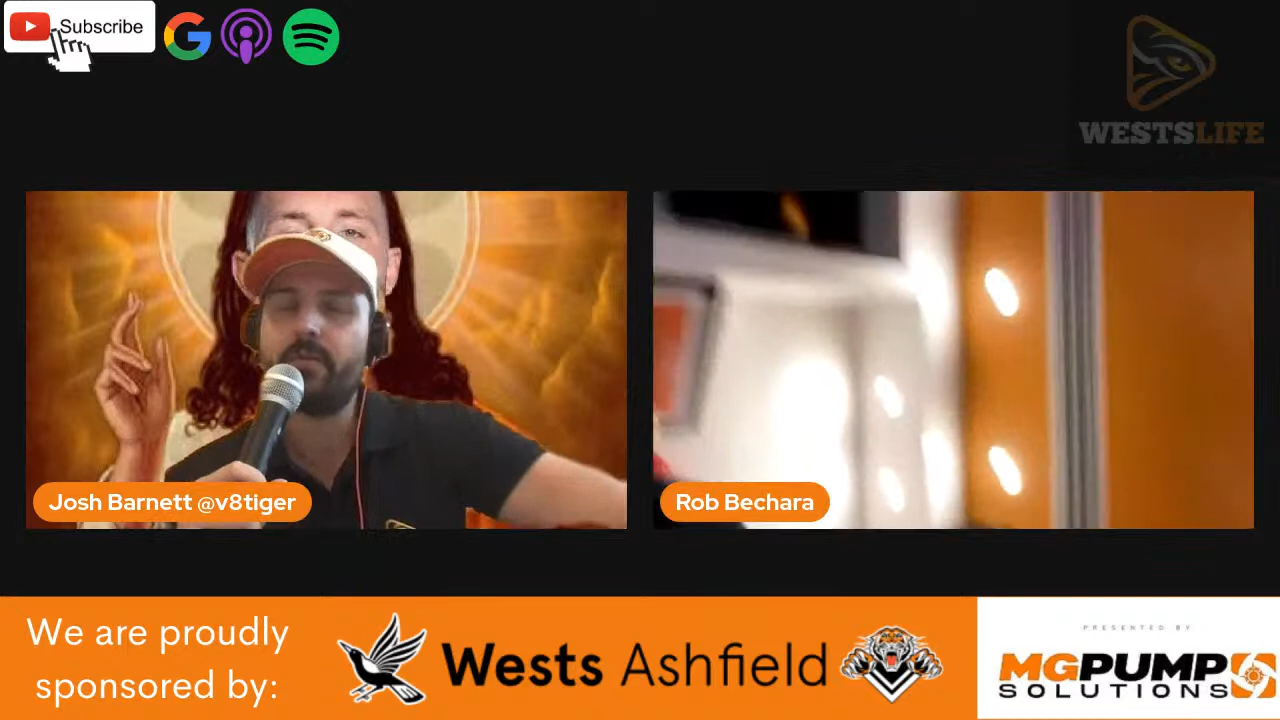 Subscribe
WESTSLIFE
Josh Barnett @v8tiger
Rob Bechara
We are proudly
sponsored by:
Wests Ashfield
PRESENTED BY
MGPUMP
SOLUTIONS